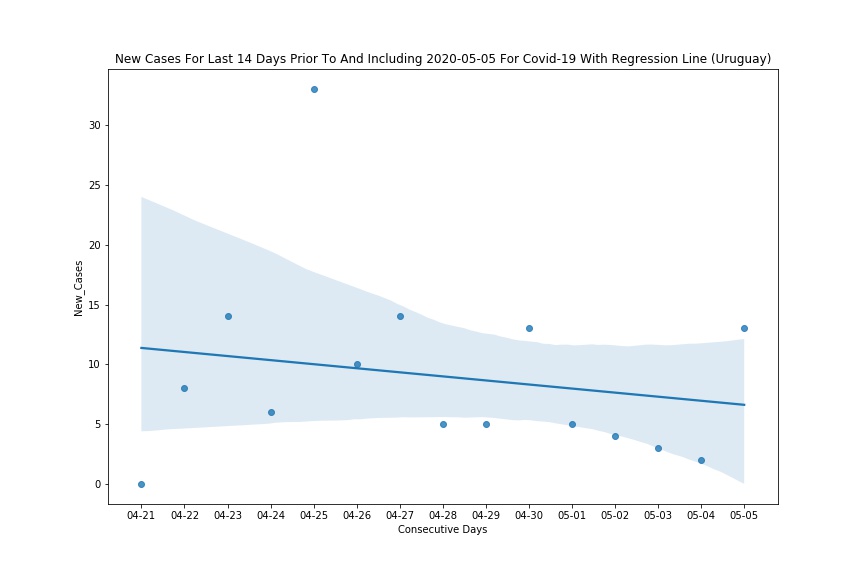 New Cases For Last 14 Days Prior To And Including 2020-05-05 For Covid-19 With Regression Line (Uruguay)
30
25
20
15
10
5
0
New_Cases
04-21 04-22 04-23 04-24 04-25 04-26 04-27 04-28 04-29 04-30 05-01 05-02 05-03 05-04 05-05
Consecutive Days